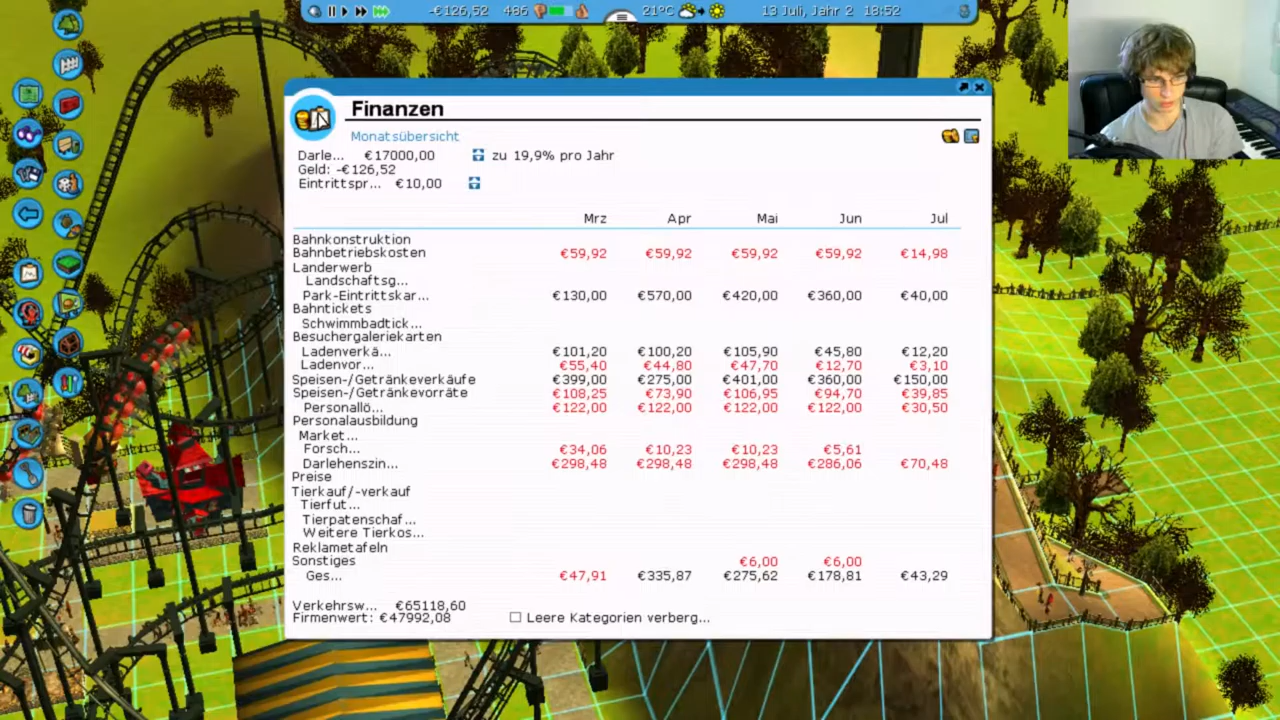 -€126,52 486 21°C 13 Juli, Jahr 2 18:52
Finanzen
Monatsübersicht
Darle... €17000,00 zu 19,9% pro Jahr
Geld: -€126,52
Eintrittspr... €10,00
Mrz Apr Mai Jun Jul
Bahnkonstruktion
Bahnbetriebskosten €59,92 €59,92 €59,92 €59,92 €14,98
Landerwerb
Landschaftsg...
Park-Eintrittskar... €130,00 €570,00 €420,00 €360,00 €40,00
Bahntickets
Schwimmbadtick...
Besuchergaleriekarten
Ladenverkä... €101,20 €100,20 €105,90 €45,80 €12,20
Ladenvor... €55,40 €44,80 €47,70 €12,70 €3,10
Speisen-/Getränkeverkäufe €399,00 €275,00 €401,00 €360,00 €150,00
Speisen-/Getränkevorräte €108,25 €73,90 €106,95 €94,70 €39,85
Personallö... €122,00 €122,00 €122,00 €122,00 €30,50
Personalausbildung
Market...
Forsch... €34,06 €10,23 €10,23 €5,61
Darlehenszin... €298,48 €298,48 €298,48 €286,06 €70,48
Preise
Tierkauf/-verkauf
Tierfut...
Tierpatenschaf...
Weitere Tierkos...
Reklametafeln
Sonstiges €6,00 €6,00
Ges... €47,91 €335,87 €275,62 €178,81 €43,29
Verkehrsw... €65118,60
Firmenwert: €47992,08 Leere Kategorien verberg...